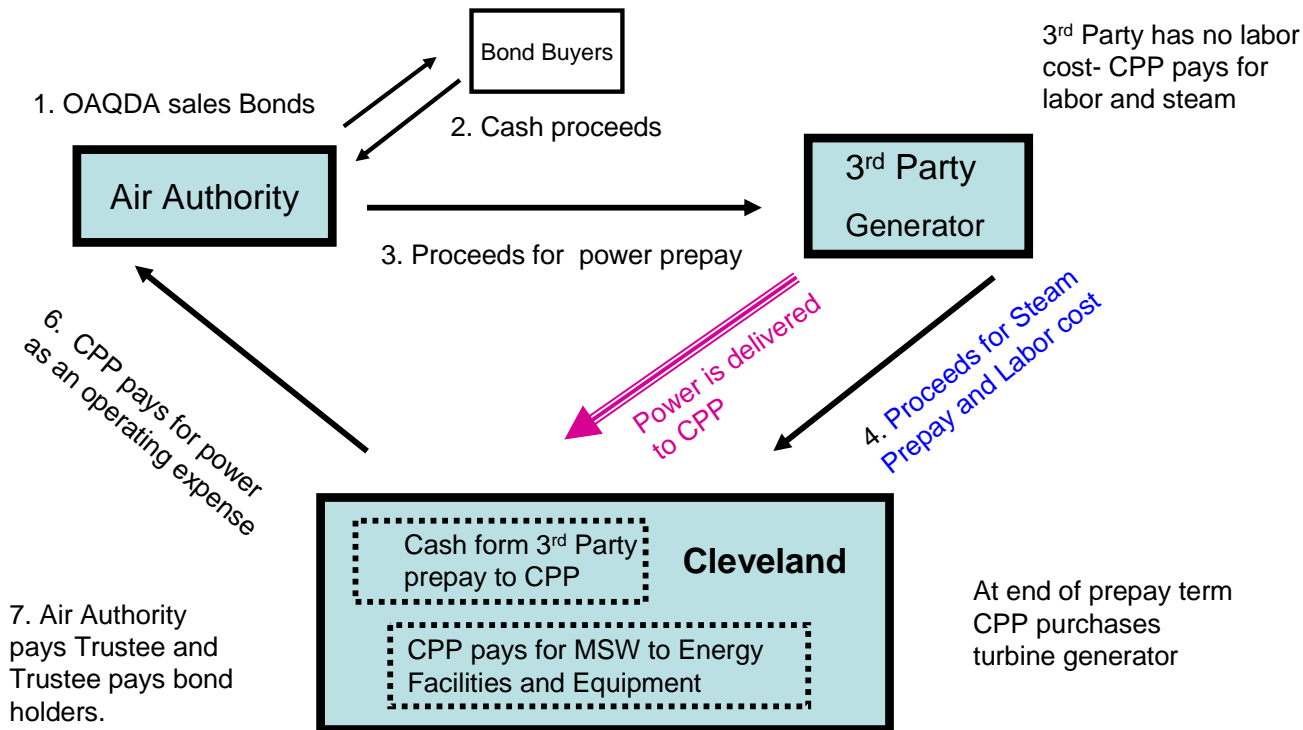 Bond Buyers
3rd Party has no labor
cost- CPP pays for
labor and steam
1. OAQDA sales Bonds
2. Cash proceeds
Air Authority
3rd Party
Generator
3. Proceeds for power prepay
6. CPP pays for power
as an operating expense
Power is delivered
to CPP
4. Proceeds for Steam
Prepay and Labor cost
Cash form 3rd Party
prepay to CPP
Cleveland
CPP pays for MSW to Energy
Facilities and Equipment
7. Air Authority
pays Trustee and
Trustee pays bond
holders.
At end of prepay term
CPP purchases
turbine generator